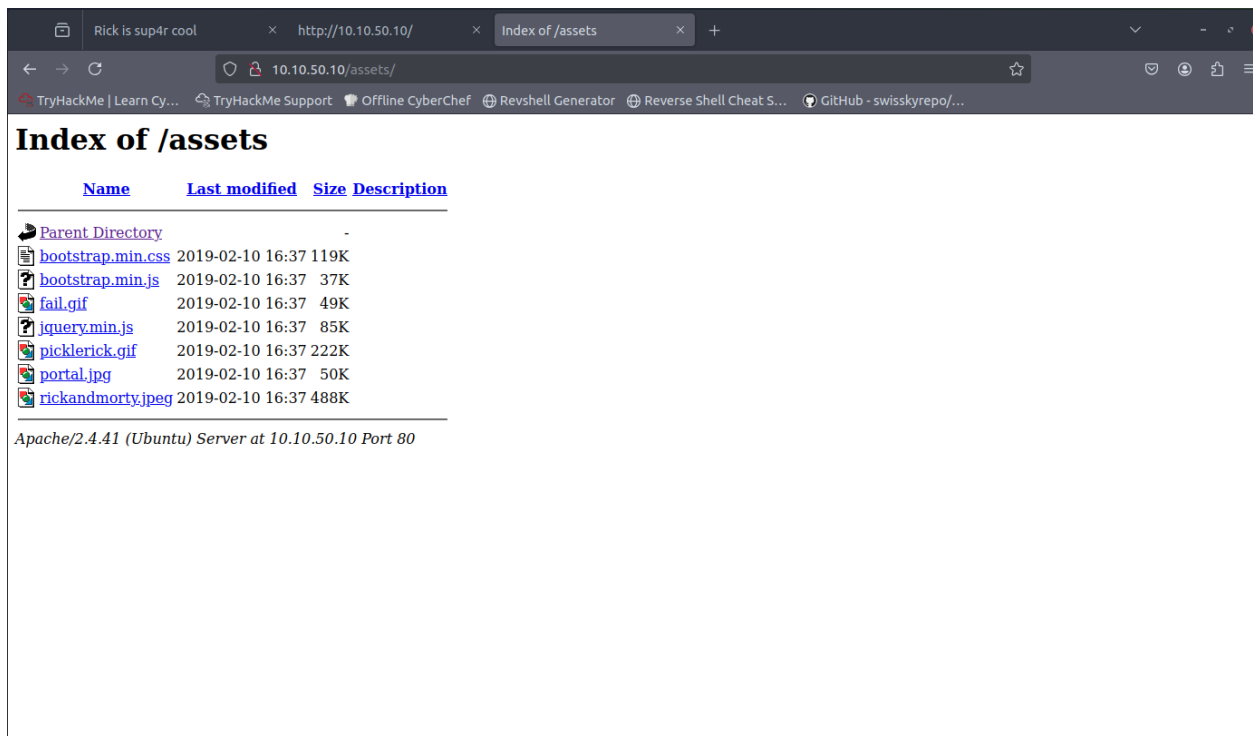 Rick is sup4r cool
http://10.10.50.10/
Index of /assets
10.10.50.10/assets/
TryHackMe | Learn Cy… TryHackMe Support Offline CyberChef Revshell Generator Reverse Shell Cheat S… GitHub - swisskyrepo/…
Index of /assets
Name Last modified Size Description
Parent Directory -
bootstrap.min.css 2019-02-10 16:37 119K
bootstrap.min.js 2019-02-10 16:37 37K
fail.gif 2019-02-10 16:37 49K
jquery.min.js 2019-02-10 16:37 85K
picklerick.gif 2019-02-10 16:37 222K
portal.jpg 2019-02-10 16:37 50K
rickandmorty.jpeg 2019-02-10 16:37 488K
Apache/2.4.41 (Ubuntu) Server at 10.10.50.10 Port 80